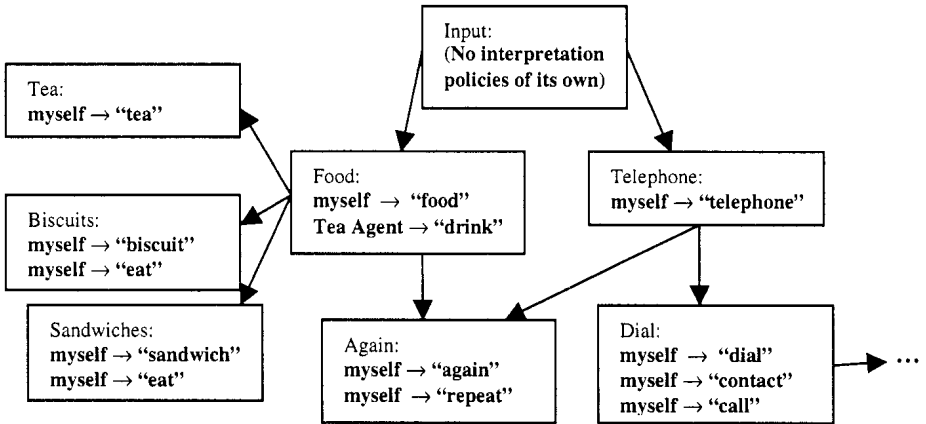 Input:
(No interpretation
policies of its own)
Tea:
myself → “tea”
Food:
myself → “food”
Tea Agent → “drink”
Telephone:
myself → “telephone”
Biscuits:
myself → “biscuit”
myself → “eat”
Sandwiches:
myself → “sandwich”
myself → “eat”
Again:
myself → “again”
myself → “repeat”
Dial:
myself → “dial”
myself → “contact”
myself → “call”
...